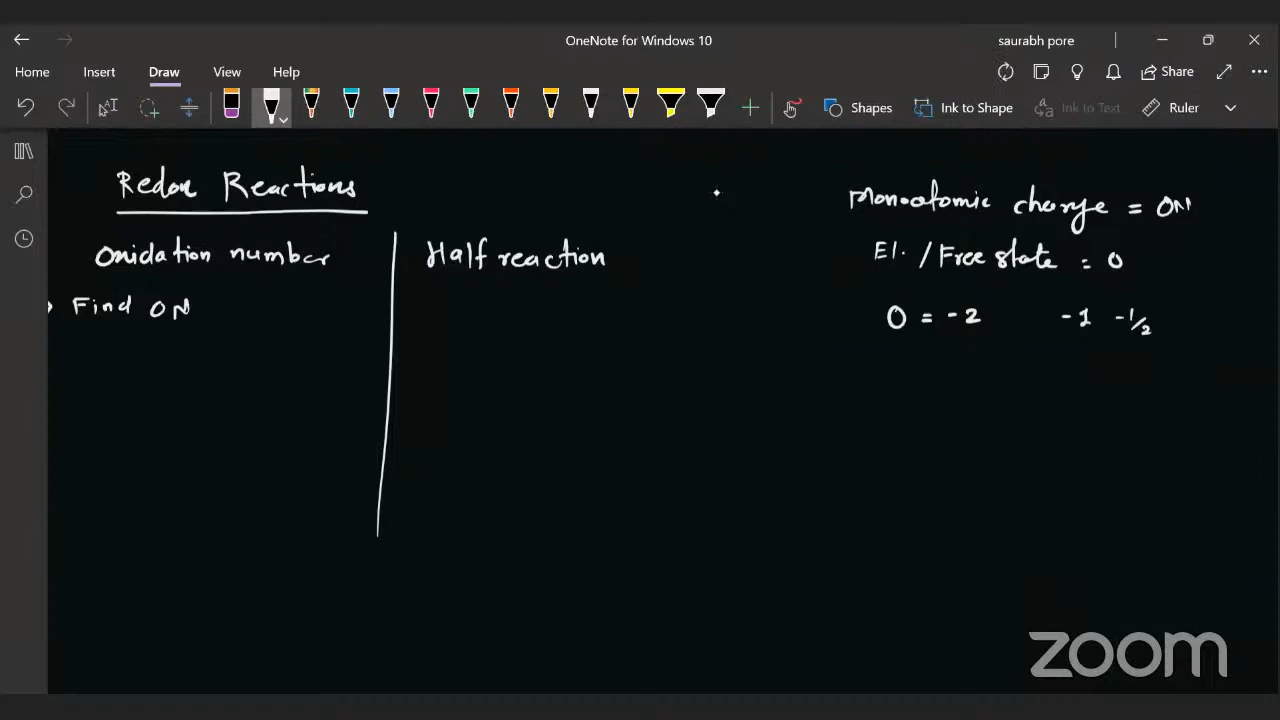 OneNote for Windows 10
saurabh pore
Home Insert Draw View Help
Share
Shapes Ink to Shape Ink to Text Ruler
Redox Reactions
Oxidation number
Find ON
Half reaction
Monoatomic charge = ON
El. / Free state = 0
O = -2 -1 -1/2
zoom